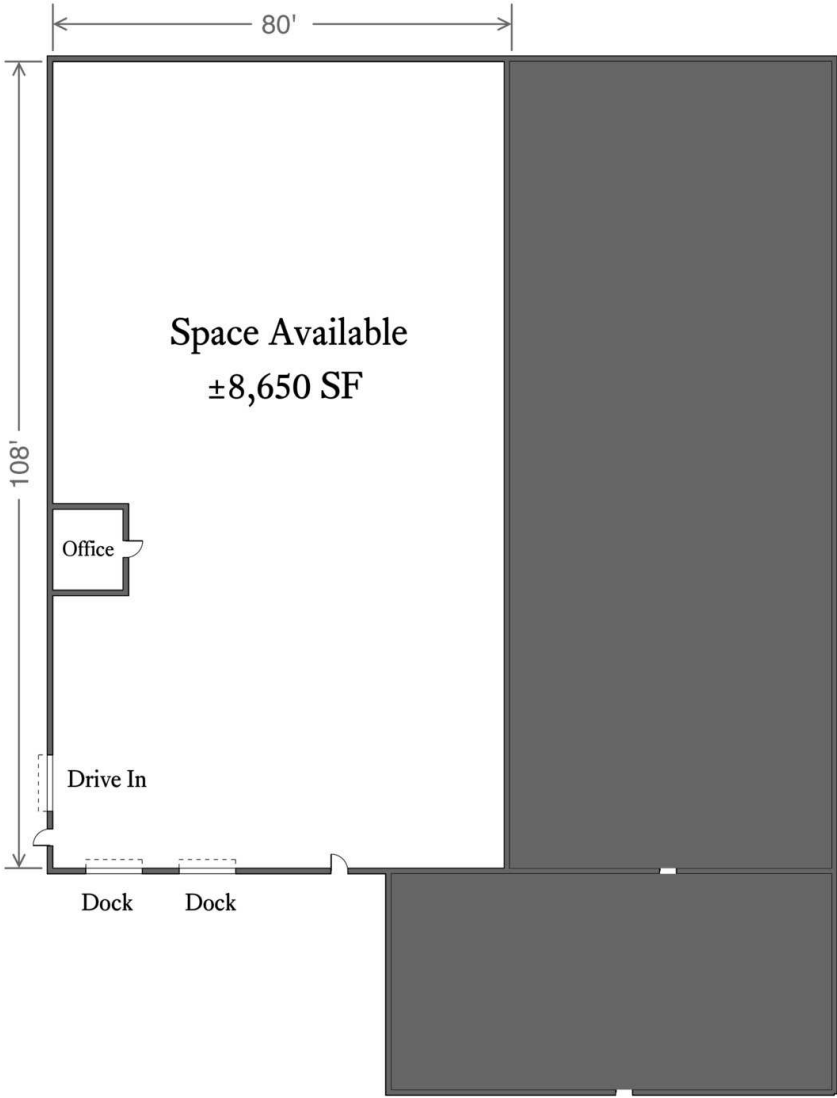 80'
Space Available
±8,650 SF
108'
Office
Drive In
Dock Dock